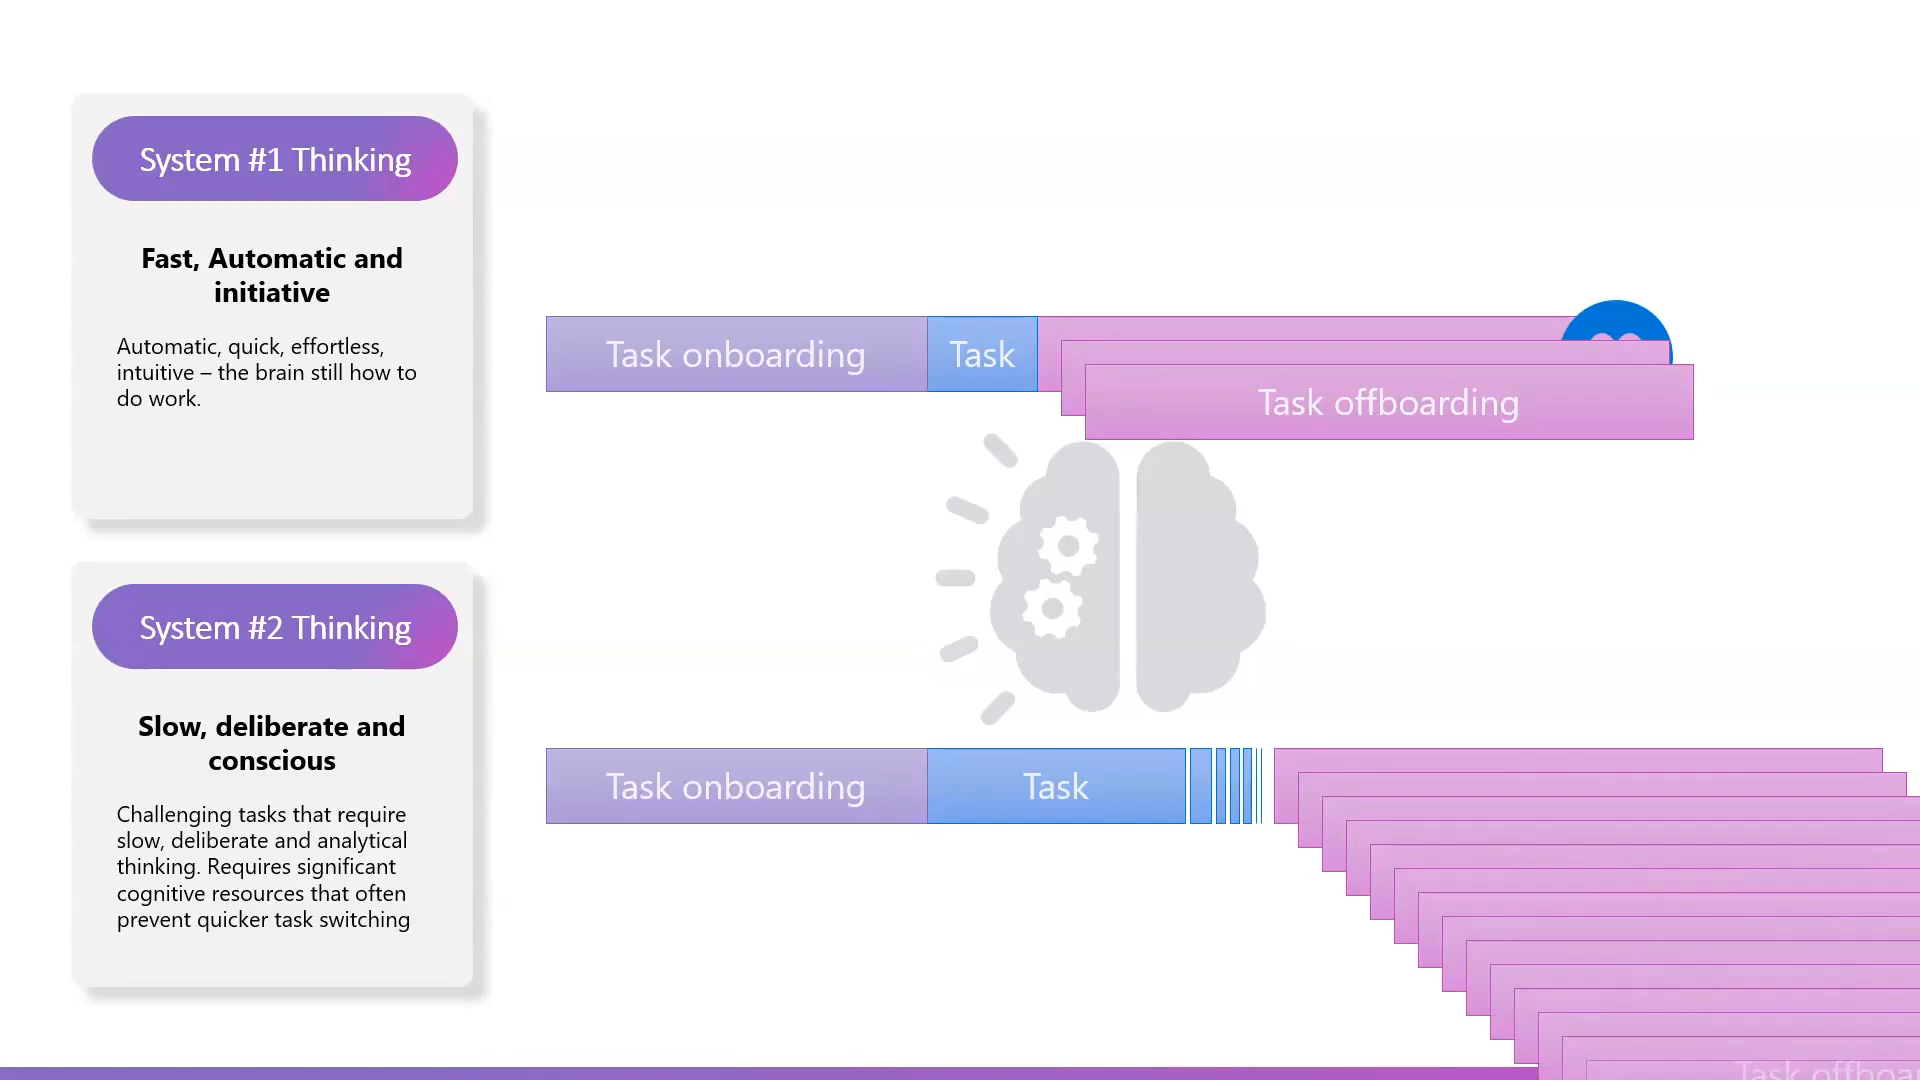 System #1 Thinking
Fast, Automatic and
initiative
Automatic, quick, effortless,
intuitive – the brain still how to
do work.
Task onboarding
Task
Task offboarding
System #2 Thinking
Slow, deliberate and
conscious
Challenging tasks that require
slow, deliberate and analytical
thinking. Requires significant
cognitive resources that often
prevent quicker task switching
Task onboarding
Task
Task